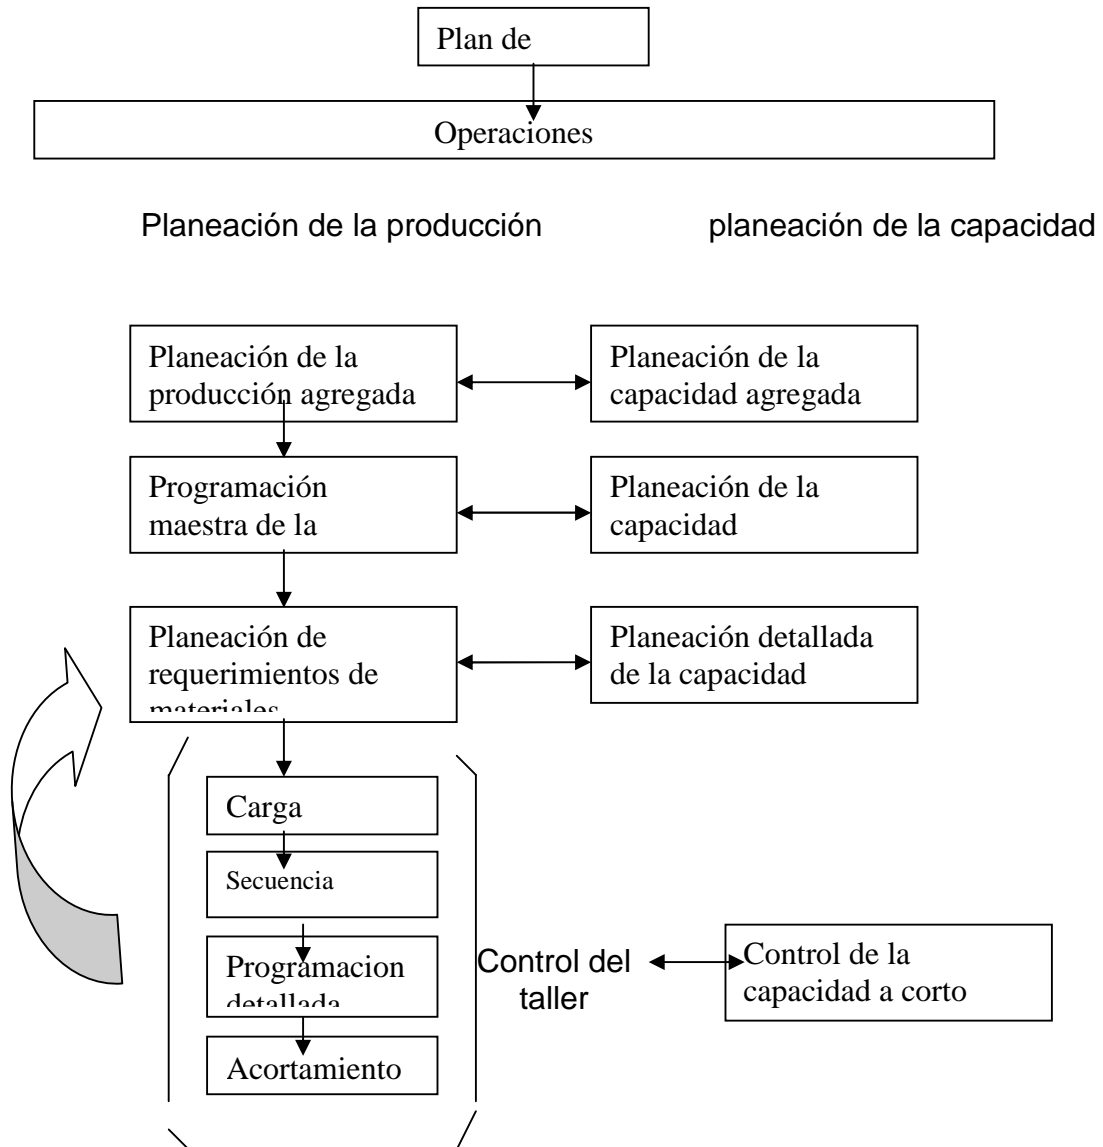 Plan de
Operaciones
Planeación de la producción
planeación de la capacidad
Planeación de la
producción agregada
Planeación de la
capacidad agregada
Programación
maestra de la
Planeación de la
capacidad
Planeación de
requerimientos de
materiales
Planeación detallada
de la capacidad
Carga
Secuencia
Programacion
detallada
Acortamiento
Control del
taller
Control de la
capacidad a corto